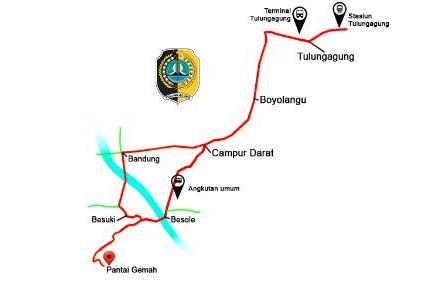 Terminal
Tulungagung
Stasiun
Tulungagung
Tulungagung
Boyolangu
Campur Darat
Bandung
Angkutan umum
Besuki
Besole
Pantai Gemah